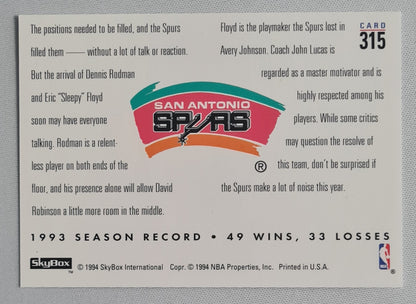 The positions needed to be filled, and the Spurs
filled them — without a lot of talk or reaction.
But the arrival of Dennis Rodman
and Eric "Sleepy" Floyd
soon may have everyone
talking. Rodman is a relent-
less player on both ends of the
floor, and his presence alone will allow David
Robinson a little more room in the middle.
Floyd is the playmaker the Spurs lost in
Avery Johnson. Coach John Lucas is
regarded as a master motivator and is
highly respected among his
players. While some critics
may question the resolve of
this team, don't be surprised if
the Spurs make a lot of noise this year.
CARD
315
SAN ANTONIO
SPURS
®
1993 SEASON RECORD • 49 WINS, 33 LOSSES
SkyBox
™
© 1994 SkyBox International Copr. © 1994 NBA Properties, Inc. Printed in U.S.A.
NBA
®